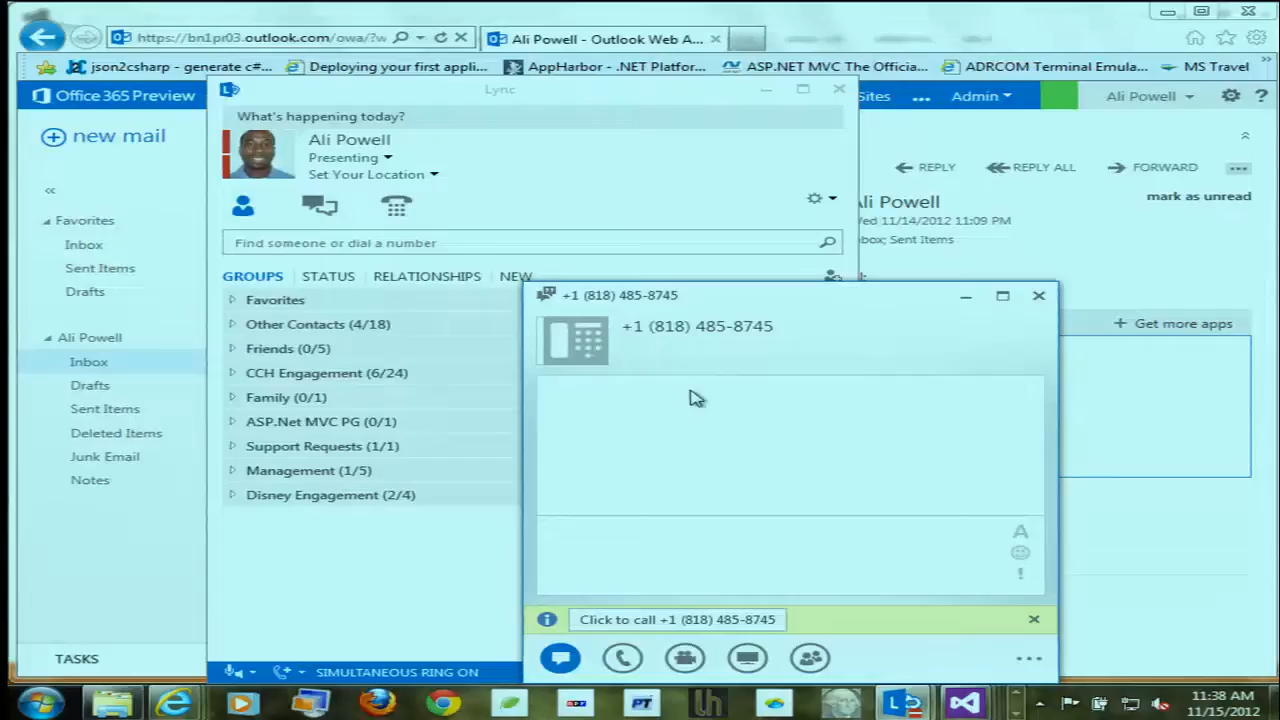 https://bn1pr03.outlook.com/owa/?w
Ali Powell - Outlook Web A...
json2csharp - generate c#...
Deploying your first appli...
AppHarbor - .NET Platfor...
ASP.NET MVC The Officia...
ADRCOM Terminal Emula...
MS Travel
Office 365 Preview
Lync
Sites
...
Admin
Ali Powell
?
new mail
What's happening today?
Ali Powell
Presenting
Set Your Location
REPLY
REPLY ALL
FORWARD
mark as unread
Ali Powell
Wed 11/14/2012 11:09 PM
Inbox; Sent Items
Favorites
Inbox
Sent Items
Drafts
Find someone or dial a number
GROUPS STATUS RELATIONSHIPS NEW
Favorites
Other Contacts (4/18)
Friends (0/5)
CCH Engagement (6/24)
Family (0/1)
ASP.Net MVC PG (0/1)
Support Requests (1/1)
Management (1/5)
Disney Engagement (2/4)
Ali Powell
Inbox
Drafts
Sent Items
Deleted Items
Junk Email
Notes
+1 (818) 485-8745
+1 (818) 485-8745
+ Get more apps
A
!
Click to call +1 (818) 485-8745
TASKS
SIMULTANEOUS RING ON
PT
lh
11:38 AM
11/15/2012